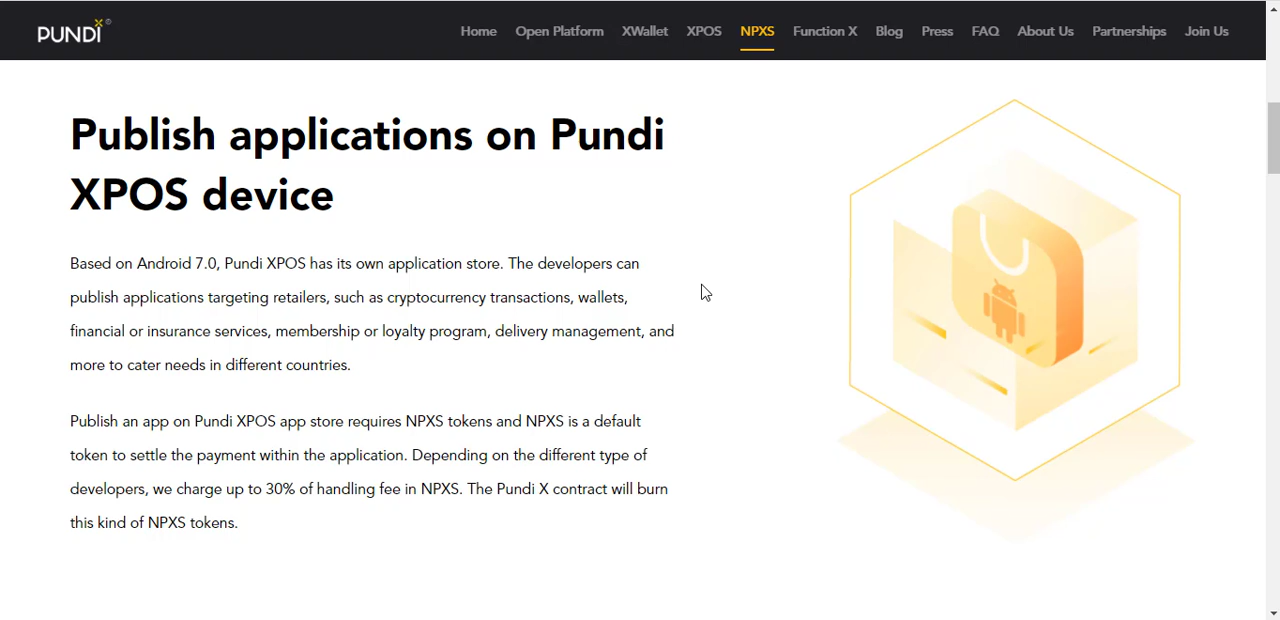 PUNDI X®
Home Open Platform XWallet XPOS NPXS Function X Blog Press FAQ About Us Partnerships Join Us
Publish applications on Pundi
XPOS device
Based on Android 7.0, Pundi XPOS has its own application store. The developers can
publish applications targeting retailers, such as cryptocurrency transactions, wallets,
financial or insurance services, membership or loyalty program, delivery management, and
more to cater needs in different countries.
Publish an app on Pundi XPOS app store requires NPXS tokens and NPXS is a default
token to settle the payment within the application. Depending on the different type of
developers, we charge up to 30% of handling fee in NPXS. The Pundi X contract will burn
this kind of NPXS tokens.